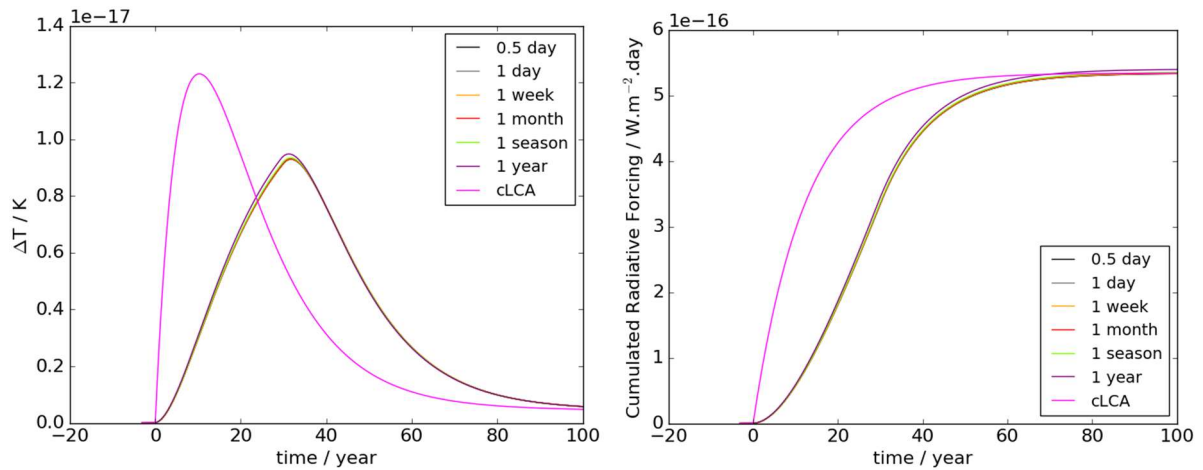 1e−17
1.4
1.2
1.0
0.8
0.6
0.4
0.2
0.0
ΔT / K
−20
0
20
40
60
80
100
time / year
0.5 day
1 day
1 week
1 month
1 season
1 year
cLCA
1e−16
6
5
4
3
2
1
0
Cumulated Radiative Forcing / W.m⁻².day
−20
0
20
40
60
80
100
time / year
0.5 day
1 day
1 week
1 month
1 season
1 year
cLCA